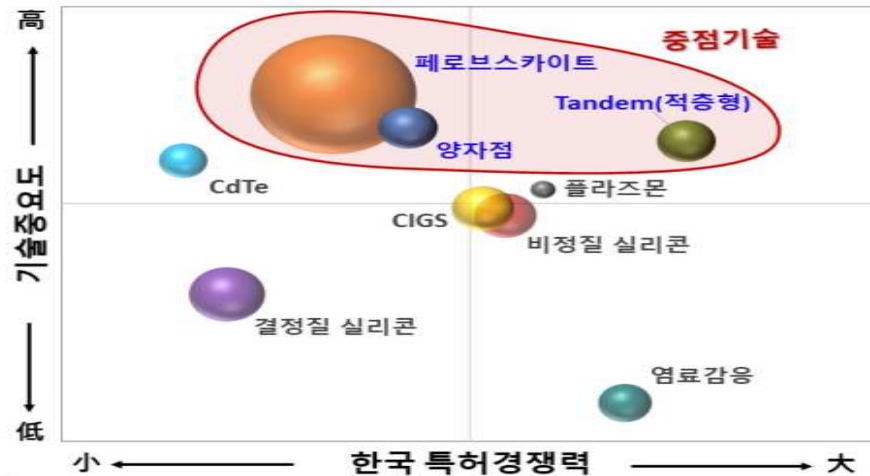 高
중점기술
페로브스카이트
Tandem(적층형)
양자점
CdTe
플라즈몬
CIGS
비정질 실리콘
기술중요도
결정질 실리콘
염료감응
低
小
한국 특허경쟁력
大